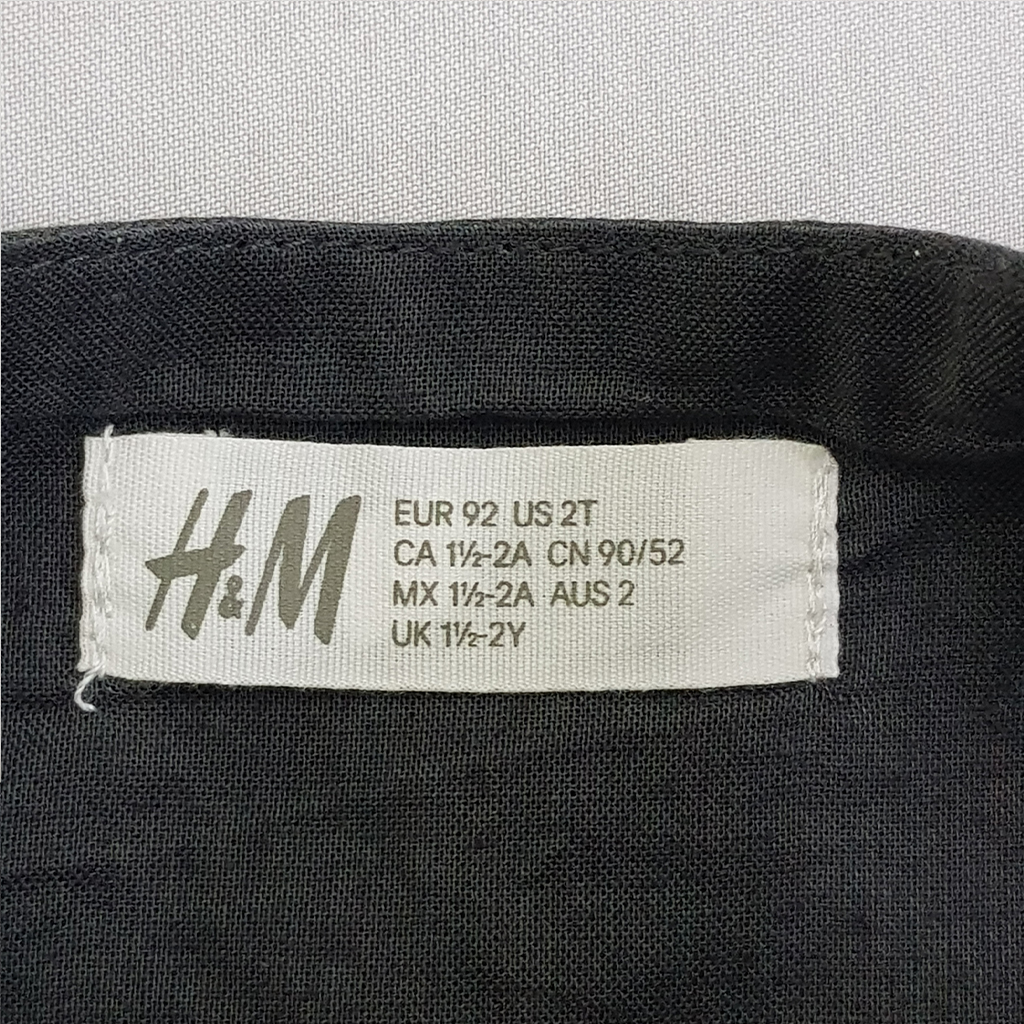 H&M
EUR 92 US 2T
CA 1½-2A CN 90/52
MX 1½-2A AUS 2
UK 1½-2Y